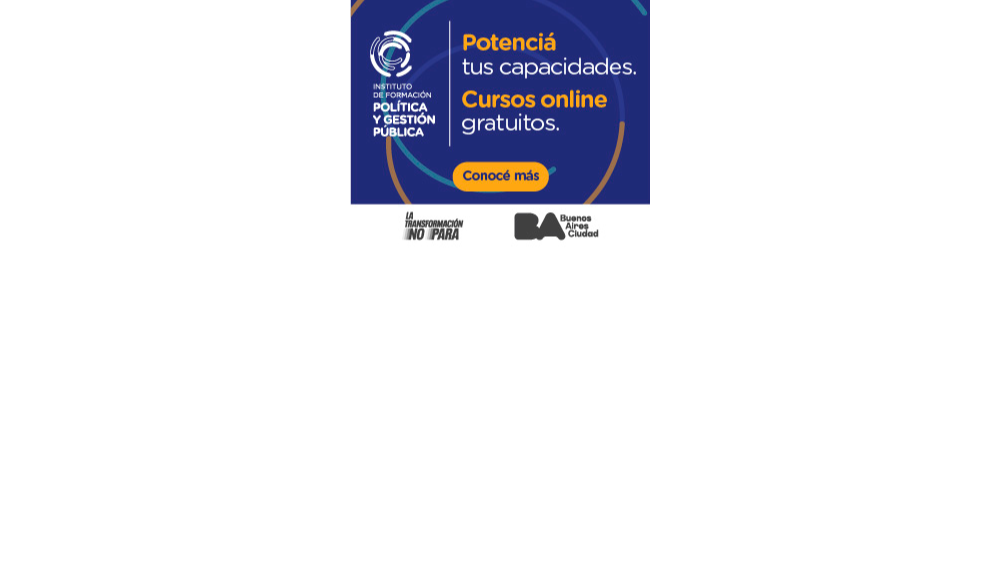 INSTITUTO
DE FORMACIÓN
POLÍTICA
Y GESTIÓN
PÚBLICA
Potenciá
tus capacidades.
Cursos online
gratuitos.
Conocé más
LA
TRANSFORMACIÓN
NO PARA
BA
Buenos
Aires
Ciudad